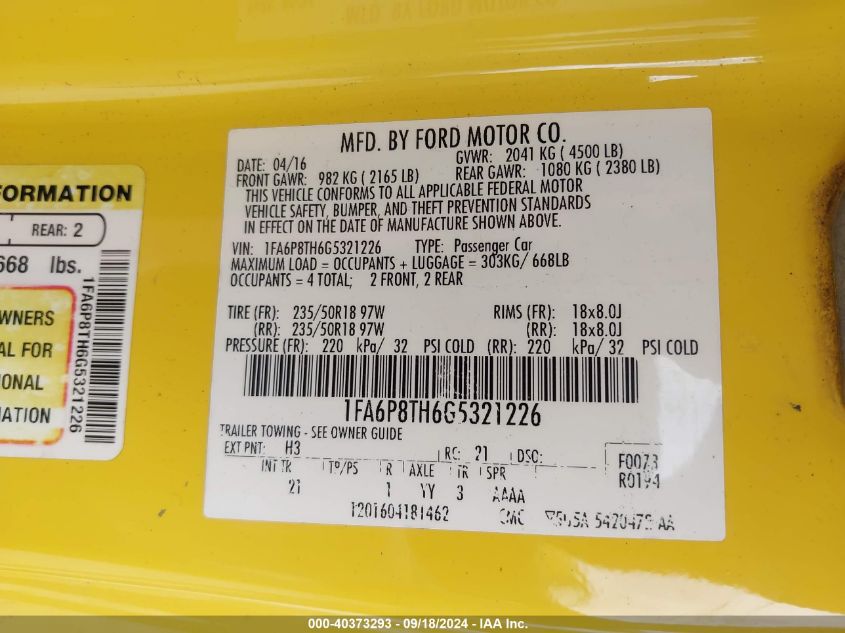 MFD. BY FORD MOTOR CO.
DATE: 04/16
GVWR: 2041 KG ( 4500 LB)
FRONT GAWR: 982 KG ( 2165 LB)
REAR GAWR: 1080 KG ( 2380 LB)
THIS VEHICLE CONFORMS TO ALL APPLICABLE FEDERAL MOTOR
VEHICLE SAFETY, BUMPER, AND THEFT PREVENTION STANDARDS
IN EFFECT ON THE DATE OF MANUFACTURE SHOWN ABOVE.
VIN: 1FA6P8TH6G5321226 TYPE: Passenger Car
MAXIMUM LOAD = OCCUPANTS + LUGGAGE = 303KG/ 668LB
OCCUPANTS = 4 TOTAL; 2 FRONT, 2 REAR
TIRE (FR): 235/50R18 97W RIMS (FR): 18x8.0J
(RR): 235/50R18 97W (RR): 18x8.0J
PRESSURE (FR): 220 kPa/ 32 PSI COLD (RR): 220 kPa/ 32 PSI COLD
1FA6P8TH6G5321226
TRAILER TOWING - SEE OWNER GUIDE
EXT PNT: H3 RC: 21 DSO: F0073
R0194
INT TR TP/PS R AXLE TR SPR
21 1 YY 3 AAAA
1201604181462 CMC
ORMATION
REAR: 2
668 lbs.
WNERS
AL FOR
IONAL
ATION
1FA6P8TH6G5321226
000-40373293 - 09/18/2024 - IAA Inc.